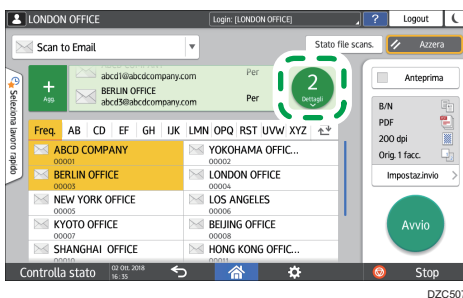 LONDON OFFICE
Login: [LONDON OFFICE]
?
Logout
Scan to Email
Stato file scans.
Azzera
Seleziona lavoro rapido
Agg.
abcd1@abcdcompany.com
Per
BERLIN OFFICE
abcd3@abcdcompany.com
Per
2
Dettagli
Anteprima
B/N
PDF
200 dpi
Orig. 1 facc.
Impostaz.invio
Freq. AB CD EF GH IJK LMN OPQ RST UVW XYZ
ABCD COMPANY
00001
YOKOHAMA OFFIC...
00002
BERLIN OFFICE
00003
LONDON OFFICE
00004
NEW YORK OFFICE
00005
LOS ANGELES
00006
KYOTO OFFICE
00007
BEIJING OFFICE
00008
SHANGHAI OFFICE
HONG KONG OFFIC...
Avvio
Controlla stato
02 Ott. 2018
16:35
Stop
DZC507